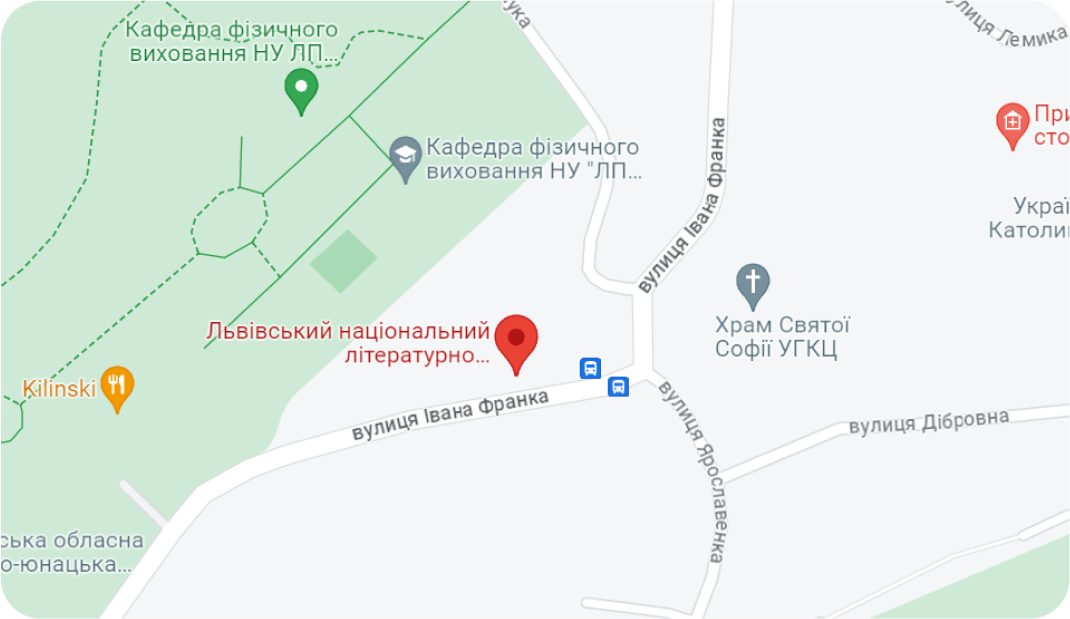 Кафедра фізичного
виховання НУ ЛП...
вулиця Лемика
Кафедра фізичного
виховання НУ "ЛП...
вулиця Івана Франка
Львівський національний
літературно...
Храм Святої
Софії УГКЦ
Kilinski
вулиця Івана Франка
вулиця Дібровна
вулиця Ярославенка
обласна